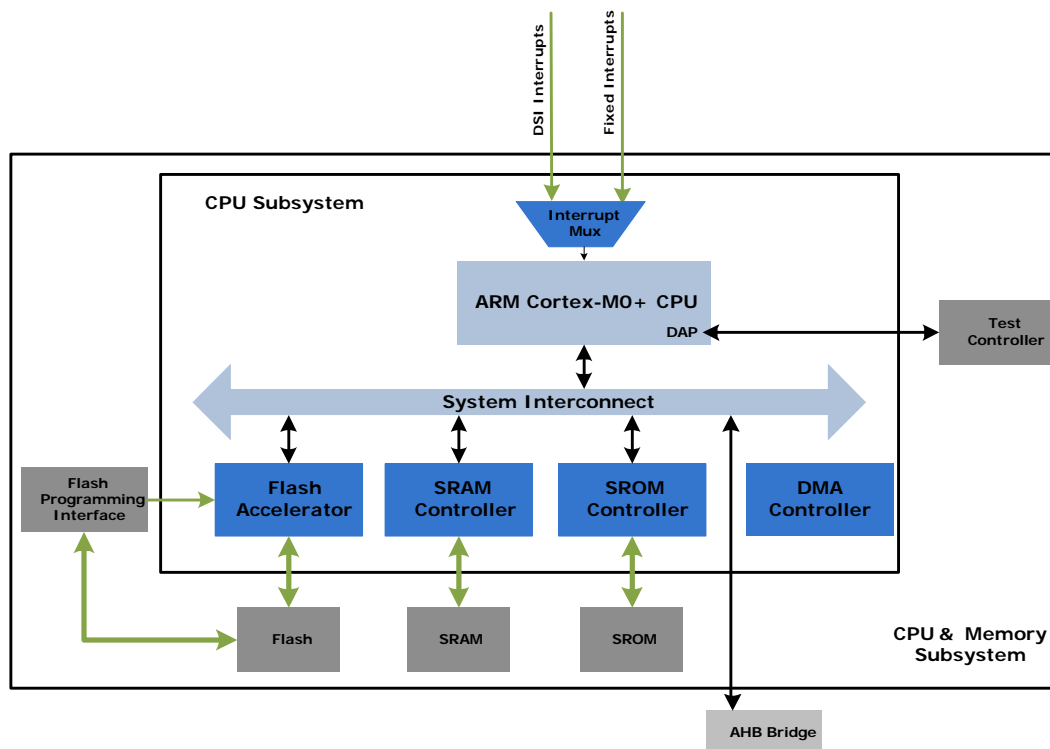 DSI Interrupts
Fixed Interrupts
CPU Subsystem
Interrupt
Mux
ARM Cortex-M0+ CPU
DAP
Test
Controller
System Interconnect
Flash
Programming
Interface
Flash
Accelerator
SRAM
Controller
SROM
Controller
DMA
Controller
Flash
SRAM
SROM
CPU & Memory
Subsystem
AHB Bridge